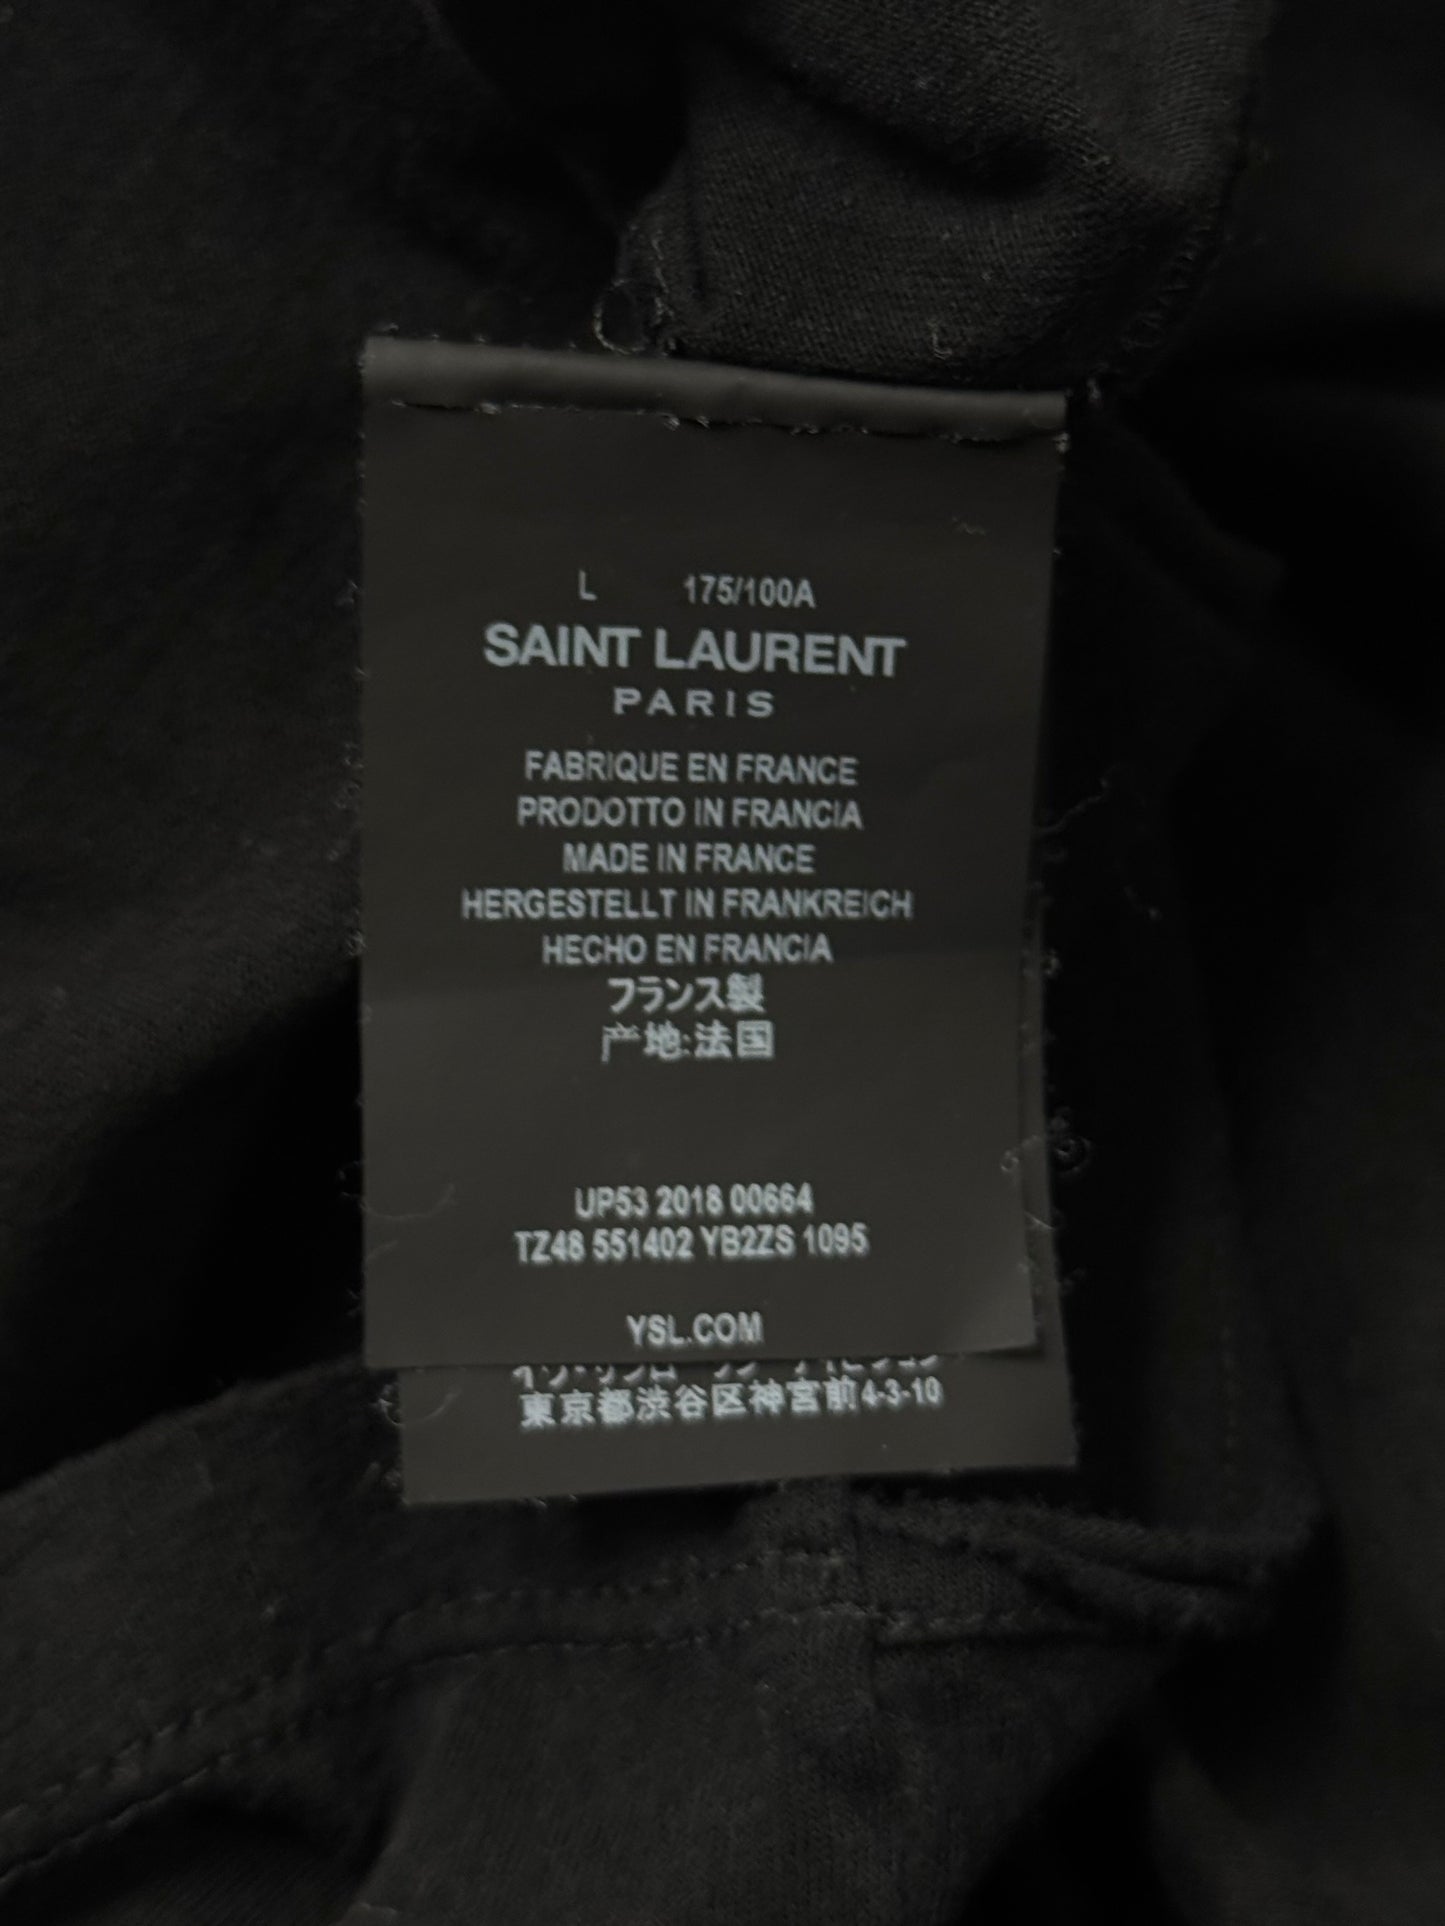 L 175/100A
SAINT LAURENT
PARIS
FABRIQUE EN FRANCE
PRODOTTO IN FRANCIA
MADE IN FRANCE
HERGESTELLT IN FRANKREICH
HECHO EN FRANCIA
フランス製
产地:法国
UP53 2018 00664
TZ48 551402 YB2ZS 1095
YSL.COM
東京都渋谷区神宮前4-3-10